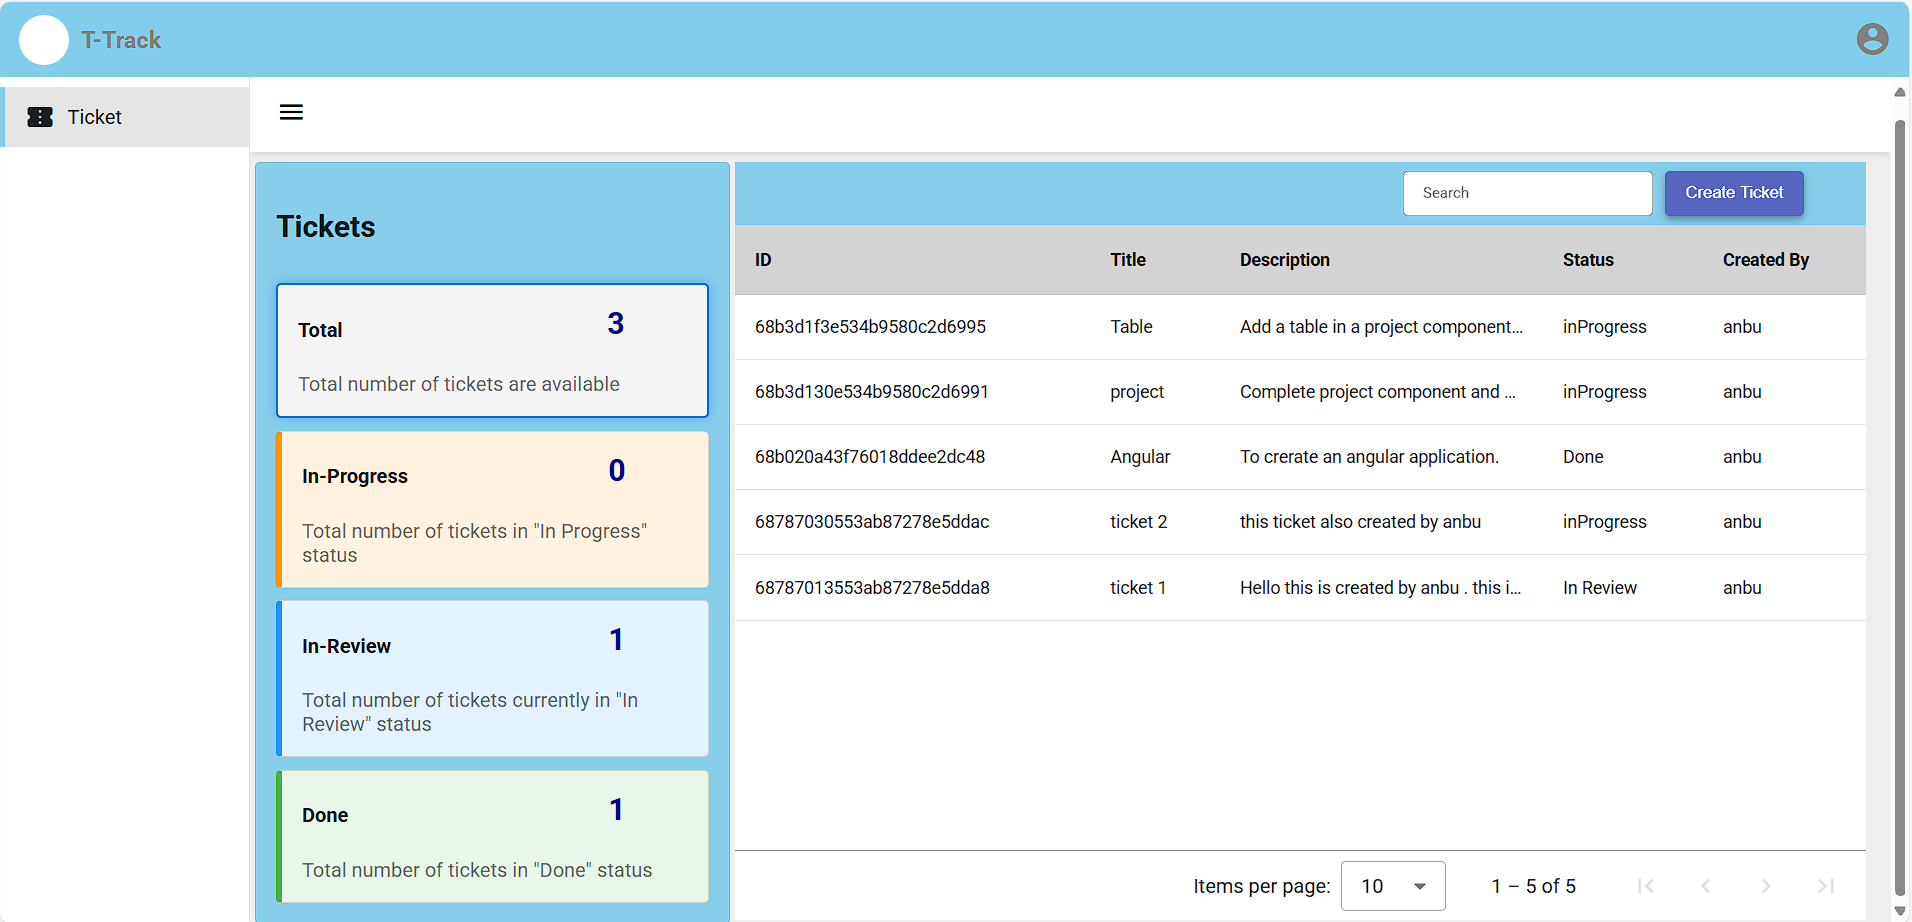 T-Track
Ticket
Tickets
Total 3
Total number of tickets are available
In-Progress 0
Total number of tickets in "In Progress"
status
In-Review 1
Total number of tickets currently in "In
Review" status
Done 1
Total number of tickets in "Done" status
Search Create Ticket
ID Title Description Status Created By
68b3d1f3e534b9580c2d6995 Table Add a table in a project component... inProgress anbu
68b3d130e534b9580c2d6991 project Complete project component and ... inProgress anbu
68b020a43f76018ddee2dc48 Angular To crerate an angular application. Done anbu
68787030553ab87278e5ddac ticket 2 this ticket also created by anbu inProgress anbu
68787013553ab87278e5dda8 ticket 1 Hello this is created by anbu . this i... In Review anbu
Items per page: 10 1 – 5 of 5